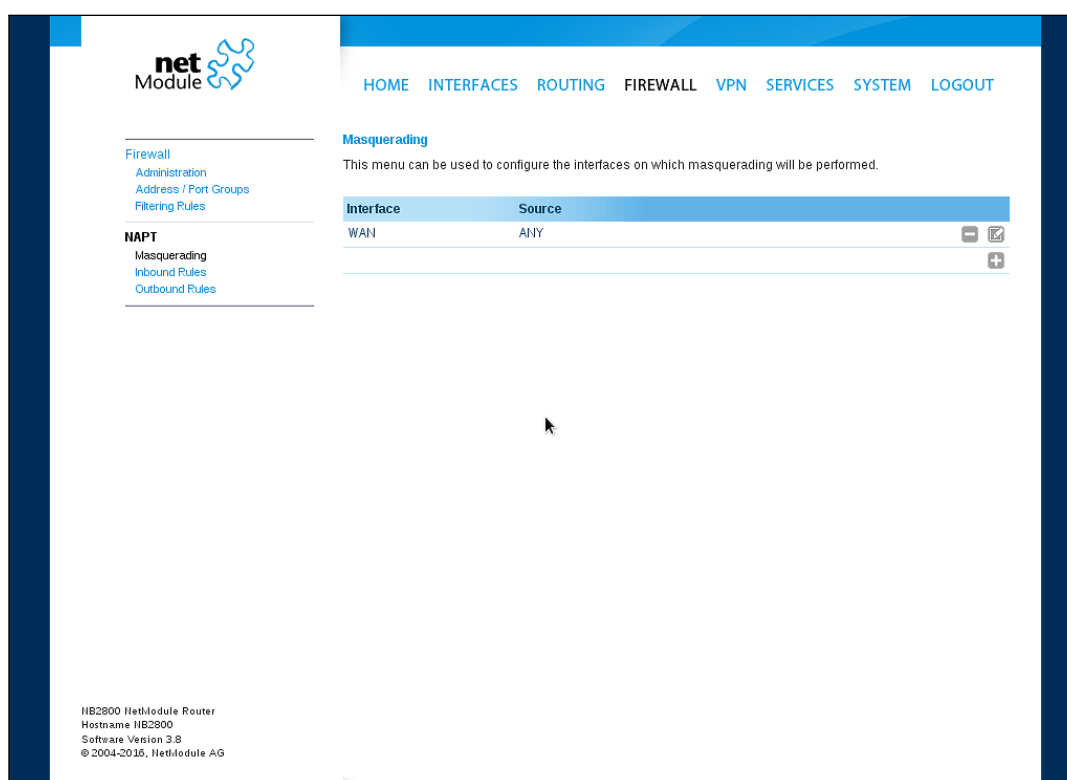 net
Module
HOME INTERFACES ROUTING FIREWALL VPN SERVICES SYSTEM LOGOUT
Firewall
Administration
Address / Port Groups
Filtering Rules
NAPT
Masquerading
Inbound Rules
Outbound Rules
Masquerading
This menu can be used to configure the interfaces on which masquerading will be performed.
Interface Source
WAN ANY
NB2800 NetModule Router
Hostname NB2800
Software Version 3.8
© 2004-2016, NetModule AG